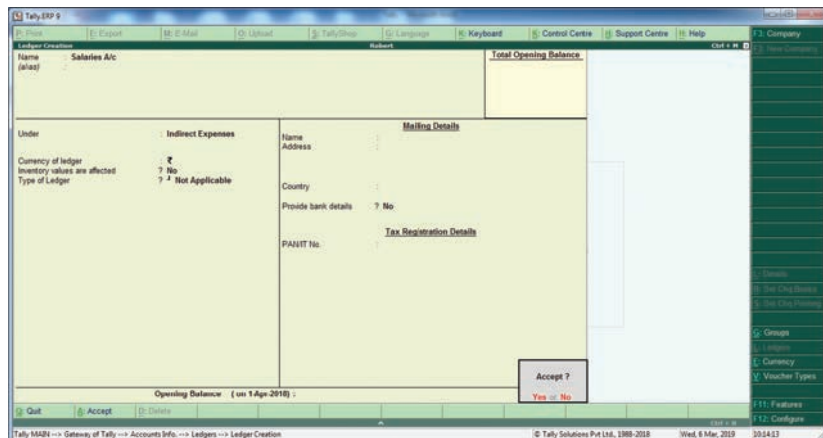 Tally.ERP 9
P: Print E: Export M: E-Mail O: Upload S: TallyShop G: Language K: Keyboard K: Control Centre H: Support Centre H: Help
F3: Company
F3: New Company
Ledger Creation Robert Ctrl + M
Name : Salaries A/c
(alias) :
Total Opening Balance
Under : Indirect Expenses
Currency of ledger : ₹
Inventory values are affected ? No
Type of Ledger ? Not Applicable
Mailing Details
Name :
Address :
Country :
Provide bank details ? No
Tax Registration Details
PAN/IT No. :
G: Groups
L: Ledgers
E: Currency
V: Voucher Types
F11: Features
F12: Configure
Accept ?
Yes or No
Opening Balance ( on 1-Apr-2018) :
Q: Quit A: Accept D: Delete
Tally MAIN --> Gateway of Tally --> Accounts Info. --> Ledgers --> Ledger Creation © Tally Solutions Pvt Ltd., 1988-2018 Wed, 6 Mar, 2019 10:14:13